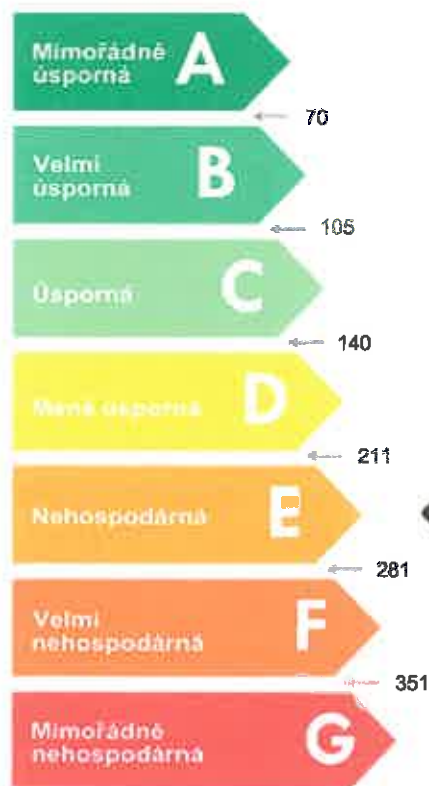 Mimořádně
úsporná
A
70
Velmi
úsporná
B
105
Úsporná
C
140
Méně úsporná
D
211
Nehospodárná
E
281
Velmi
nehospodárná
F
351
Mimořádně
nehospodárná
G